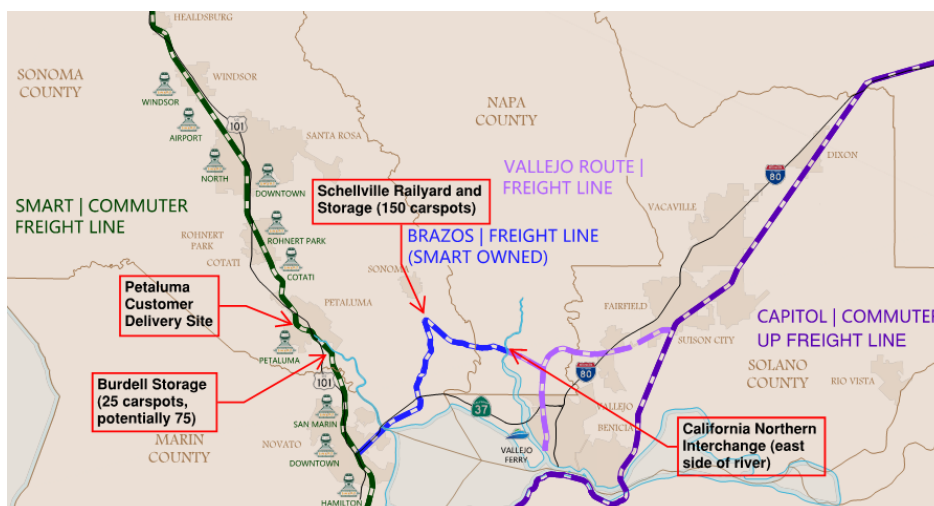 HEALDSBURG
SONOMA
COUNTY
WINDSOR
WINDSOR
101
AIRPORT
SANTA ROSA
NORTH
DOWNTOWN
NAPA
COUNTY
DIXON
80
VALLEJO ROUTE |
FREIGHT LINE
VACAVILLE
Schellville Railyard and
Storage (150 carspots)
SMART | COMMUTER
FREIGHT LINE
ROHNERT
PARK
ROHNERT PARK
COTATI
COTATI
BRAZOS | FREIGHT LINE
(SMART OWNED)
SONOMA
Petaluma
Customer
Delivery Site
PETALUMA
PETALUMA
FAIRFIELD
SUISON CITY
CAPITOL | COMMUTER
UP FREIGHT LINE
SOLANO
COUNTY
RIO VISTA
80
Burdell Storage
(25 carspots,
potentially 75)
101
SAN MARIN
37
VALLEJO
BENICIA
MARIN
COUNTY
NOVATO
DOWNTOWN
VALLEJO
FERRY
California Northern
Interchange (east
side of river)
HAMILTON